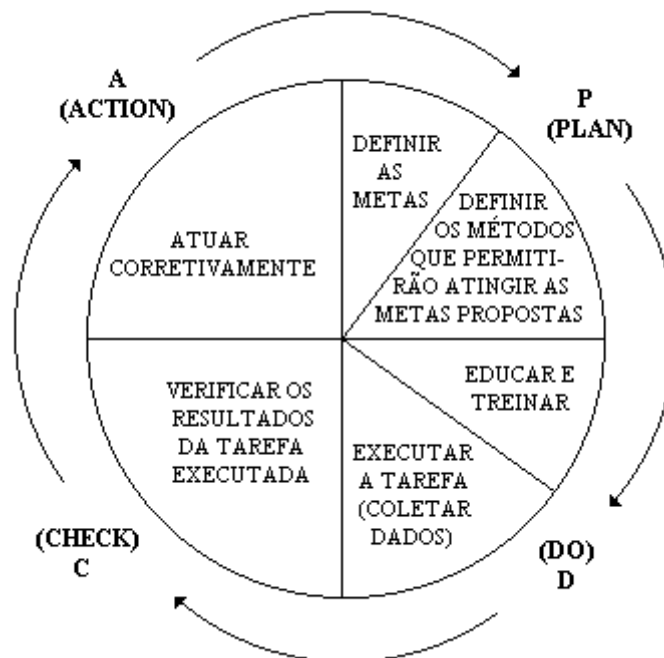 A
(ACTION)
P
(PLAN)
DEFINIR
AS
METAS
DEFINIR
OS MÉTODOS
QUE PERMITI-
RÃO ATINGIR AS
METAS PROPOSTAS
EDUCAR E
TREINAR
EXECUTAR
A TAREFA
(COLETAR
DADOS)
(DO)
D
VERIFICAR OS
RESULTADOS
DA TAREFA
EXECUTADA
(CHECK)
C
ATUAR
CORRETIVAMENTE